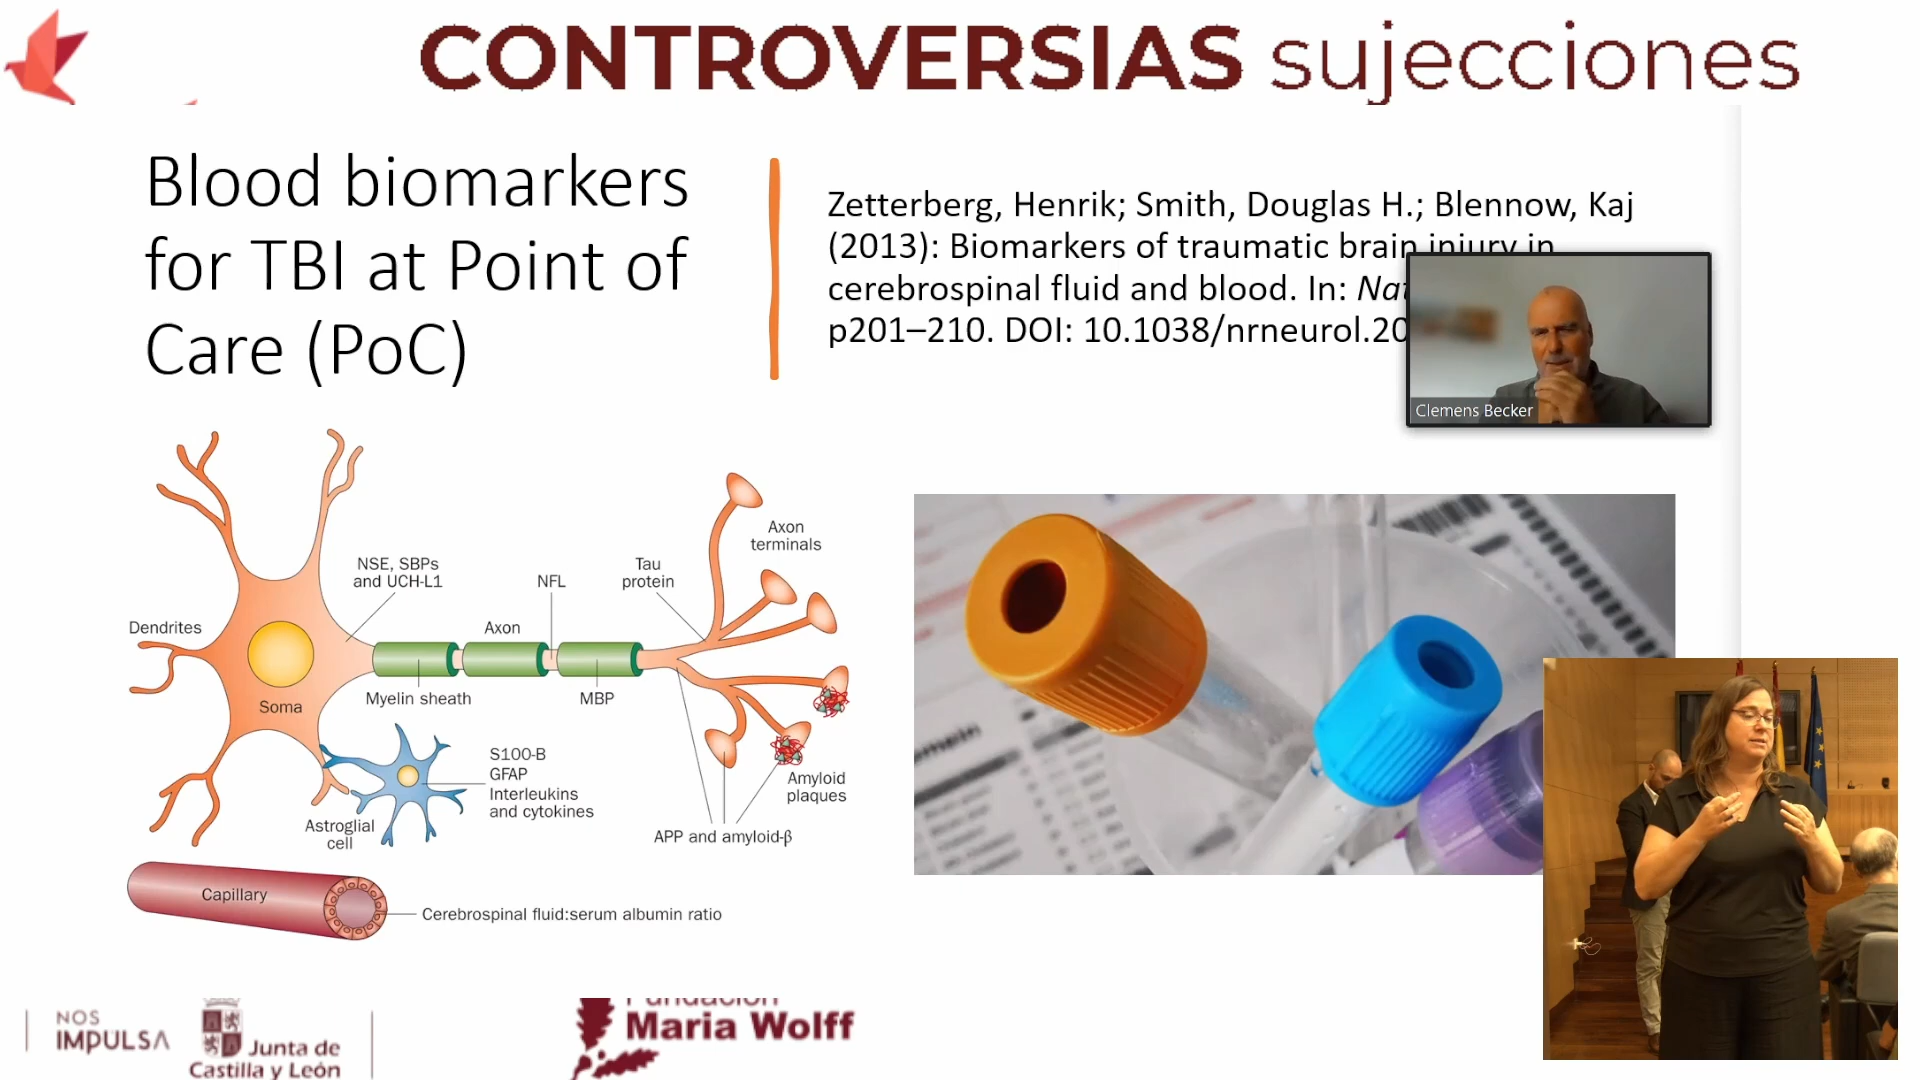 CONTROVERSIAS sujecciones
Blood biomarkers
for TBI at Point of
Care (PoC)
Zetterberg, Henrik; Smith, Douglas H.; Blennow, Kaj
(2013): Biomarkers of traumatic brain injury in
cerebrospinal fluid and blood. In: Nat
p201–210. DOI: 10.1038/nrneurol.20
Clemens Becker
Axon
terminals
NSE, SBPs
and UCH-L1
NFL
Tau
protein
Dendrites
Axon
Soma
Myelin sheath
MBP
S100-B
GFAP
Interleukins
and cytokines
Amyloid
plaques
Astroglial
cell
APP and amyloid-β
Capillary
Cerebrospinal fluid:serum albumin ratio
NOS
IMPULSA
Junta de
Castilla y León
Fundación
Maria Wolff